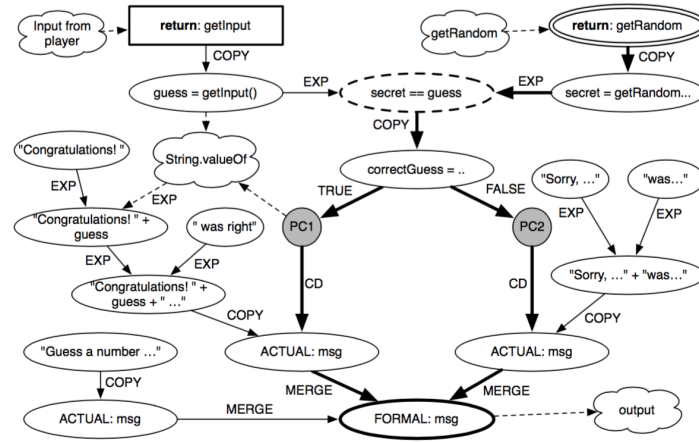 Input from
player
return: getInput
getRandom
return: getRandom
COPY
COPY
guess = getInput()
EXP
secret == guess
EXP
secret = getRandom...
COPY
"Congratulations! "
String.valueOf
correctGuess = ..
"Sorry, ..."
"was..."
EXP
EXP
TRUE
FALSE
EXP
EXP
"Congratulations! " +
guess
" was right"
PC1
PC2
EXP
EXP
"Congratulations! " +
guess + " ..."
CD
CD
"Sorry, ..." + "was..."
COPY
COPY
"Guess a number ..."
ACTUAL: msg
ACTUAL: msg
COPY
MERGE
MERGE
ACTUAL: msg
MERGE
FORMAL: msg
output